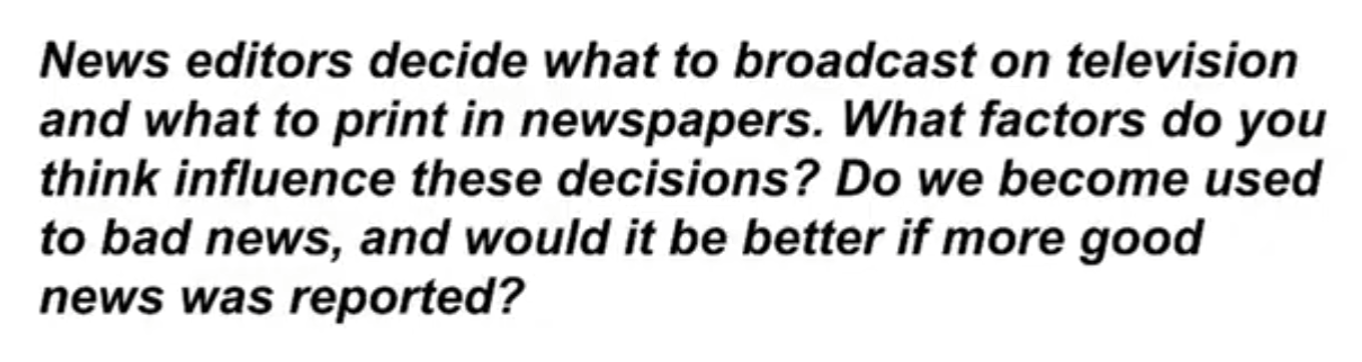 News editors decide what to broadcast on television
and what to print in newspapers. What factors do you
think influence these decisions? Do we become used
to bad news, and would it be better if more good
news was reported?